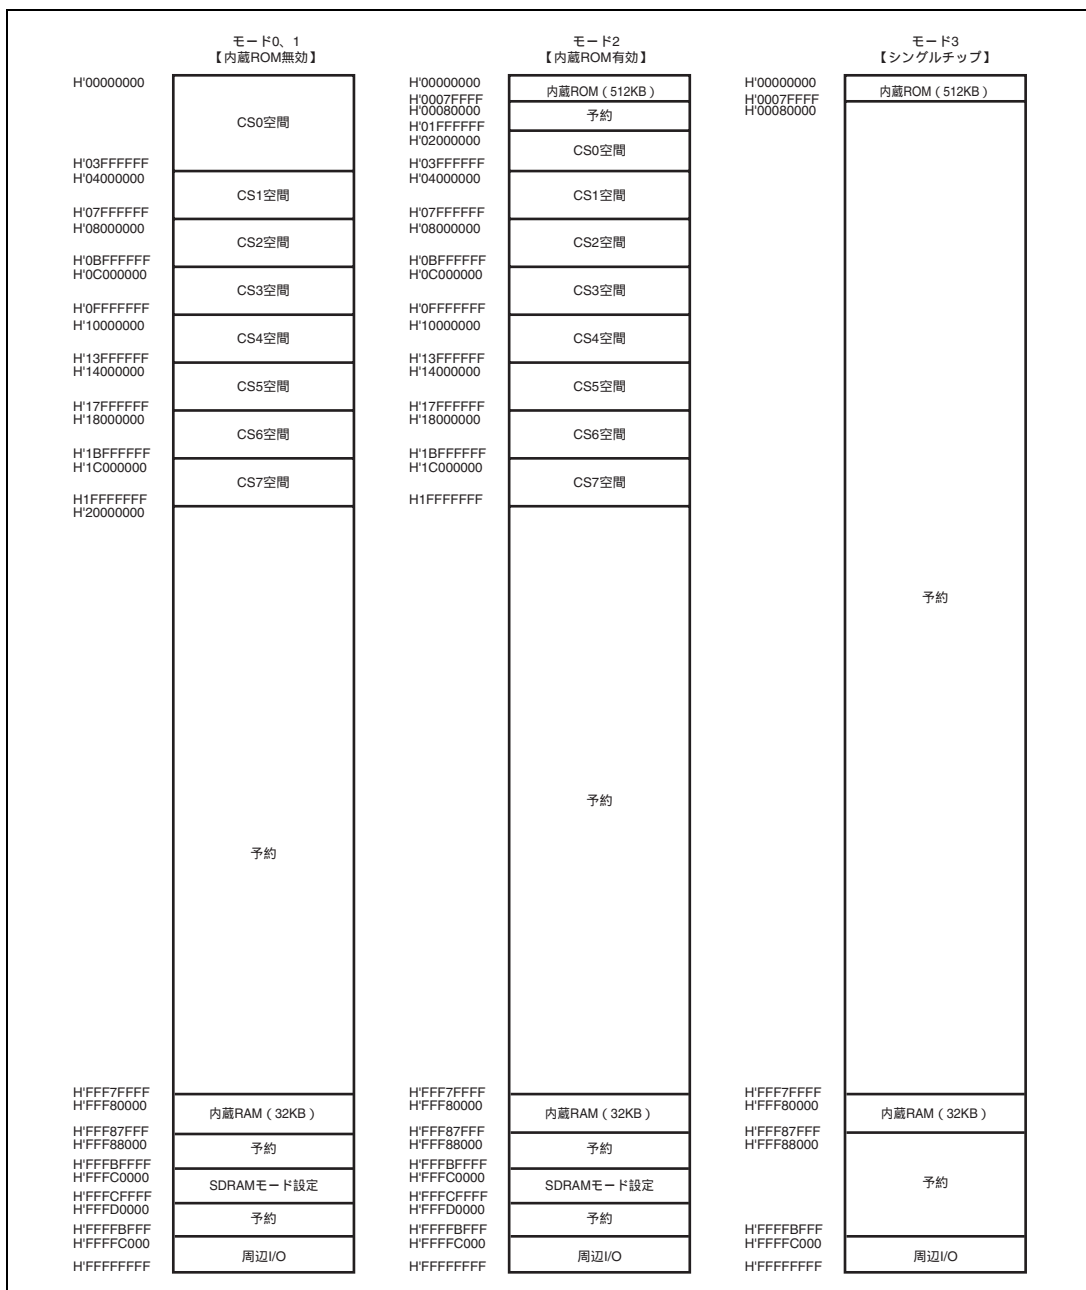 モード0、1
【内蔵ROM無効】
H'00000000
CS0空間
H'03FFFFFF
H'04000000
CS1空間
H'07FFFFFF
H'08000000
CS2空間
H'0BFFFFFF
H'0C000000
CS3空間
H'0FFFFFFF
H'10000000
CS4空間
H'13FFFFFF
H'14000000
CS5空間
H'17FFFFFF
H'18000000
CS6空間
H'1BFFFFFF
H'1C000000
CS7空間
H1FFFFFFF
H'20000000
予約
H'FFF7FFFF
H'FFF80000
内蔵RAM(32KB)
H'FFF87FFF
H'FFF88000
予約
H'FFFBFFFF
H'FFFC0000
SDRAMモード設定
H'FFFCFFFF
H'FFFD0000
予約
H'FFFFBFFF
H'FFFFC000
周辺I/O
H'FFFFFFFF
モード2
【内蔵ROM有効】
H'00000000
内蔵ROM(512KB)
H'0007FFFF
H'00080000
予約
H'01FFFFFF
H'02000000
CS0空間
H'03FFFFFF
H'04000000
CS1空間
H'07FFFFFF
H'08000000
CS2空間
H'0BFFFFFF
H'0C000000
CS3空間
H'0FFFFFFF
H'10000000
CS4空間
H'13FFFFFF
H'14000000
CS5空間
H'17FFFFFF
H'18000000
CS6空間
H'1BFFFFFF
H'1C000000
CS7空間
H1FFFFFFF
予約
H'FFF7FFFF
H'FFF80000
内蔵RAM(32KB)
H'FFF87FFF
H'FFF88000
予約
H'FFFBFFFF
H'FFFC0000
SDRAMモード設定
H'FFFCFFFF
H'FFFD0000
予約
H'FFFFBFFF
H'FFFFC000
周辺I/O
H'FFFFFFFF
モード3
【シングルチップ】
H'00000000
内蔵ROM(512KB)
H'0007FFFF
H'00080000
予約
H'FFF7FFFF
H'FFF80000
内蔵RAM(32KB)
H'FFF87FFF
H'FFF88000
予約
H'FFFFBFFF
H'FFFFC000
周辺I/O
H'FFFFFFFF